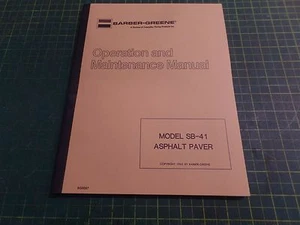 BARBER-GREENE
Operation and
Maintenance Manual
MODEL SB-41
ASPHALT PAVER